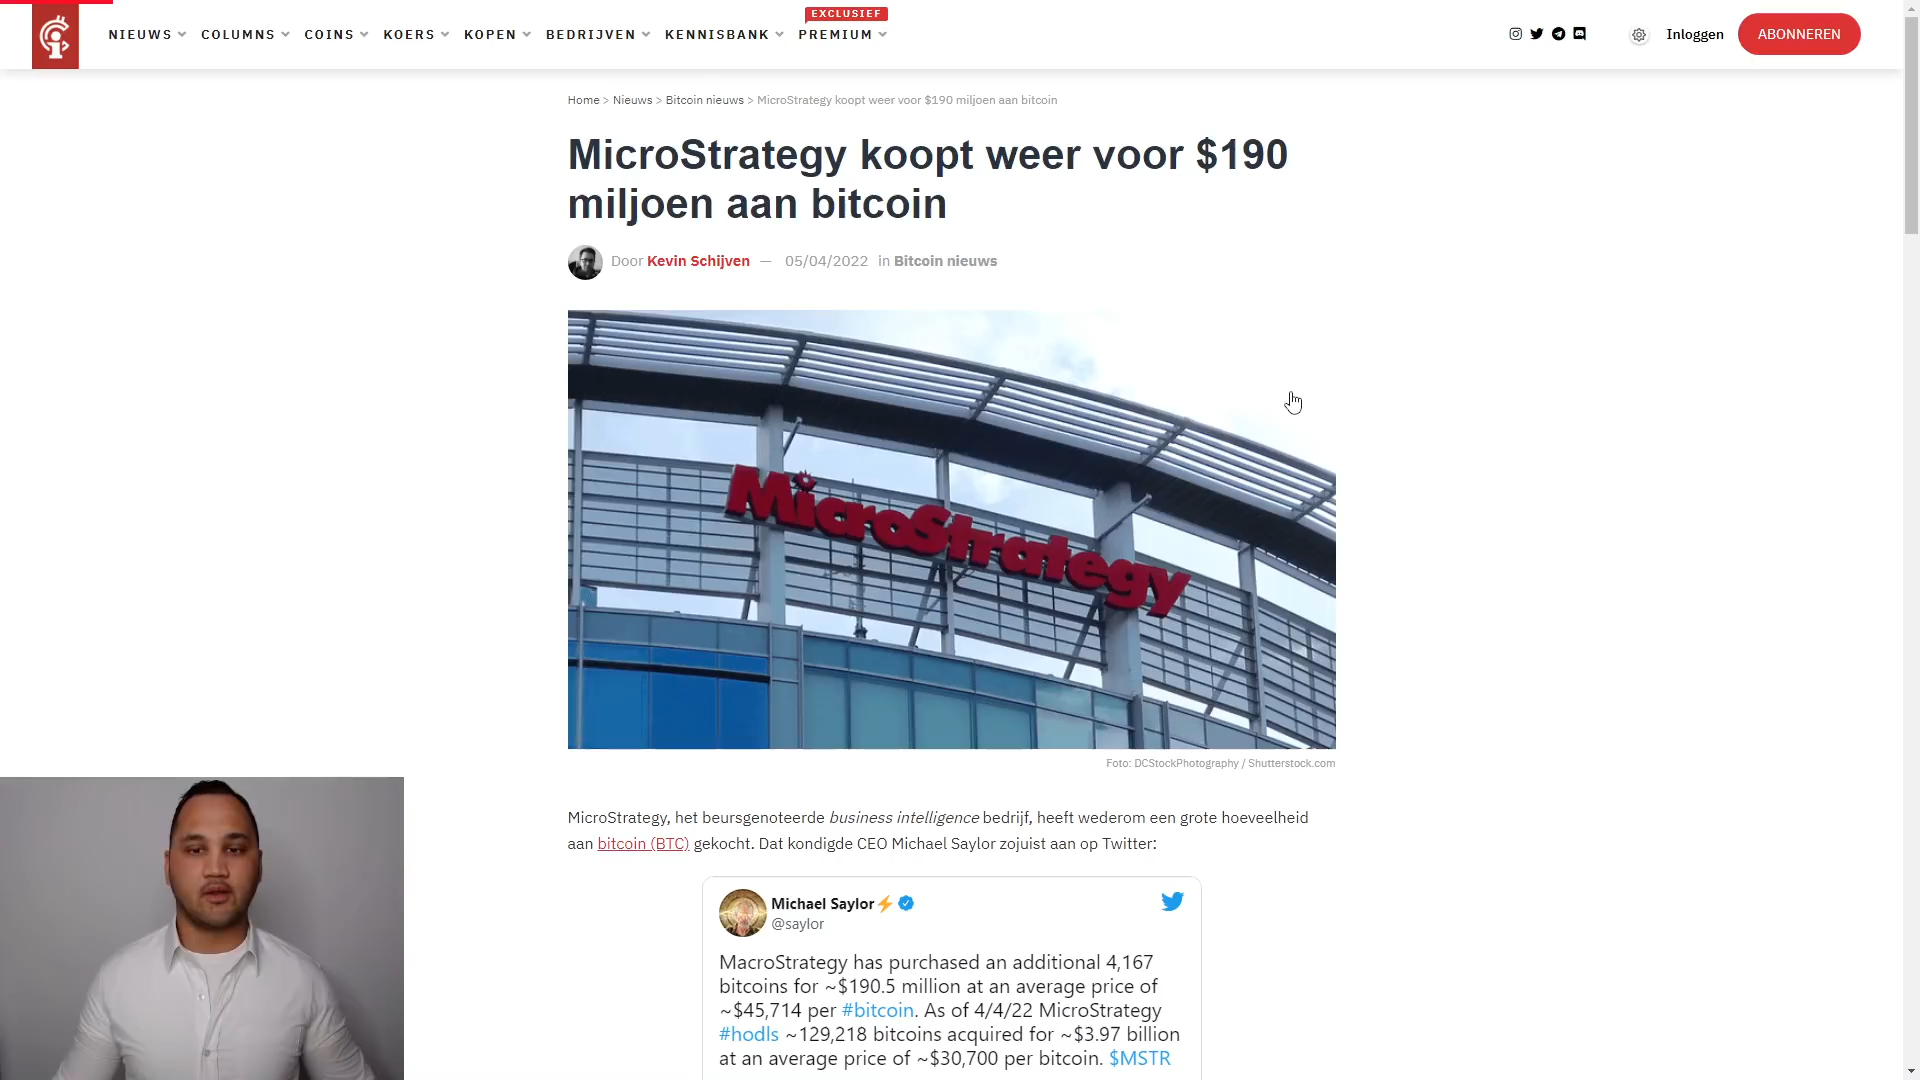 EXCLUSIEF
NIEUWS COLUMNS COINS KOERS KOPEN BEDRIJVEN KENNISBANK PREMIUM
Inloggen ABONNEREN
Home > Nieuws > Bitcoin nieuws > MicroStrategy koopt weer voor $190 miljoen aan bitcoin
MicroStrategy koopt weer voor $190
miljoen aan bitcoin
Door Kevin Schijven — 05/04/2022 in Bitcoin nieuws
MicroStrategy
Foto: DCStockPhotography / Shutterstock.com
MicroStrategy, het beursgenoteerde business intelligence bedrijf, heeft wederom een grote hoeveelheid
aan bitcoin (BTC) gekocht. Dat kondigde CEO Michael Saylor zojuist aan op Twitter:
Michael Saylor⚡
@saylor
MacroStrategy has purchased an additional 4,167
bitcoins for ~$190.5 million at an average price of
~$45,714 per #bitcoin. As of 4/4/22 MicroStrategy
#hodls ~129,218 bitcoins acquired for ~$3.97 billion
at an average price of ~$30,700 per bitcoin. $MSTR